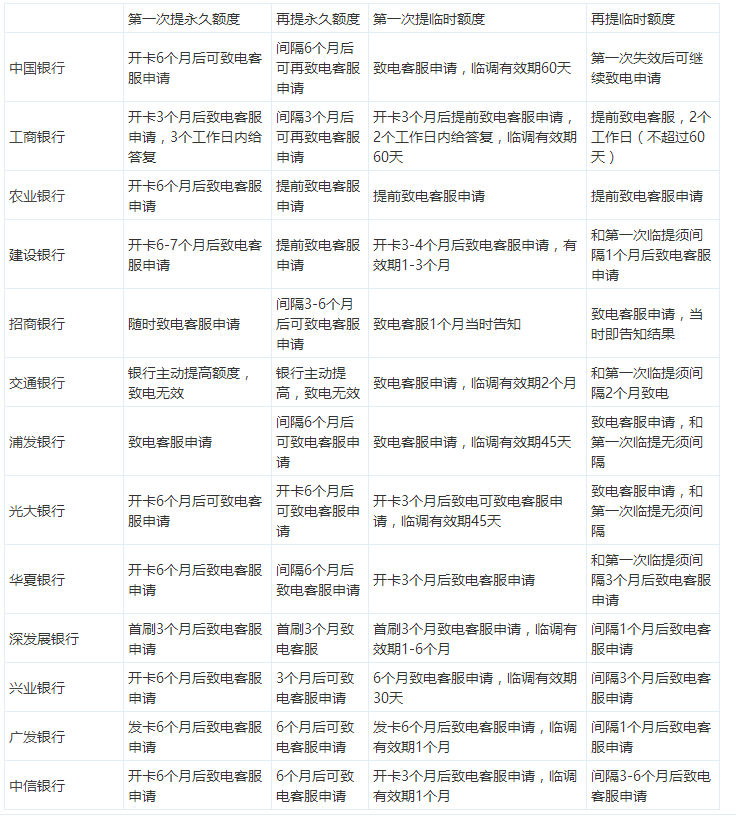 第一次提永久额度
再提永久额度
第一次提临时额度
再提临时额度
中国银行
开卡6个月后可致电客
服申请
间隔6个月后
可再致电客服
申请
致电客服申请，临调有效期60天
第一次失效后可继
续致电申请
工商银行
开卡3个月后致电客服
申请，3个工作日内给
答复
间隔3个月后
可再致电客服
申请
开卡3个月后提前致电客服申请，
2个工作日内给答复，临调有效期
60天
提前致电客服，2个
工作日（不超过60
天）
农业银行
开卡6个月后致电客服
申请
提前致电客服
申请
提前致电客服申请
提前致电客服申请
建设银行
开卡6-7个月后致电客
服申请
提前致电客服
申请
开卡3-4个月后致电客服申请，有
效期1-3个月
和第一次临提须间
隔1个月后致电客服
申请
招商银行
随时致电客服申请
间隔3-6个月
后可致电客服
申请
致电客服1个月当时告知
致电客服申请，当
时即告知结果
交通银行
银行主动提高额度，
致电无效
银行主动提
高，致电无效
致电客服申请，临调有效期2个月
和第一次临提须间
隔2个月致电
浦发银行
致电客服申请
间隔6个月后
可致电客服申
请
致电客服申请，临调有效期45天
致电客服申请，和
第一次临提无须间
隔
光大银行
开卡6个月后可致电客
服申请
开卡6个月后
可致电客服申
请
开卡3个月后致电可致电客服申
请，临调有效期45天
致电客服申请，和
第一次临提无须间
隔
华夏银行
开卡6个月后致电客服
申请
间隔6个月后
致电客服申请
开卡3个月后致电客服申请
和第一次临提须间
隔3个月后致电客服
申请
深发展银行
首刷3个月后致电客服
申请
首刷3个月致
电客服
首刷3个月致电客服申请，临调有
效期1-6个月
间隔1个月后致电客
服申请
兴业银行
开卡6个月后致电客服
申请
3个月后可致
电客服申请
6个月致电客服申请，临调有效期
30天
间隔3个月后致电客
服申请
广发银行
发卡6个月后致电客服
申请
6个月后可致
电客服申请
发卡6个月后致电客服申请，临调
有效期1个月
间隔1个月后致电客
服申请
中信银行
开卡6个月后致电客服
申请
6个月后可致
电客服申请
开卡3个月后致电客服申请，临调
有效期1个月
间隔3-6个月后致电
客服申请